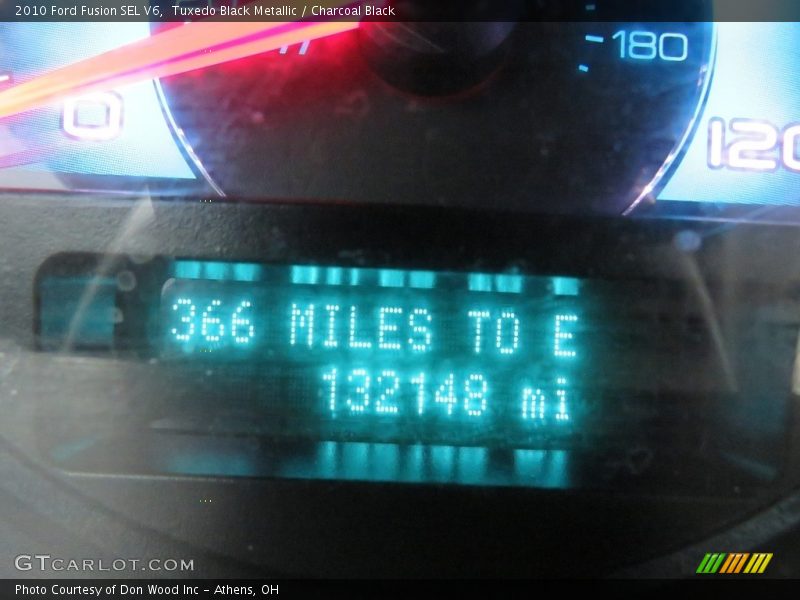 2010 Ford Fusion SEL V6,  Tuxedo Black Metallic / Charcoal Black
180
0
120
366 MILES TO E
132148 mi
GTCARLOT.COM
Photo Courtesy of Don Wood Inc - Athens, OH